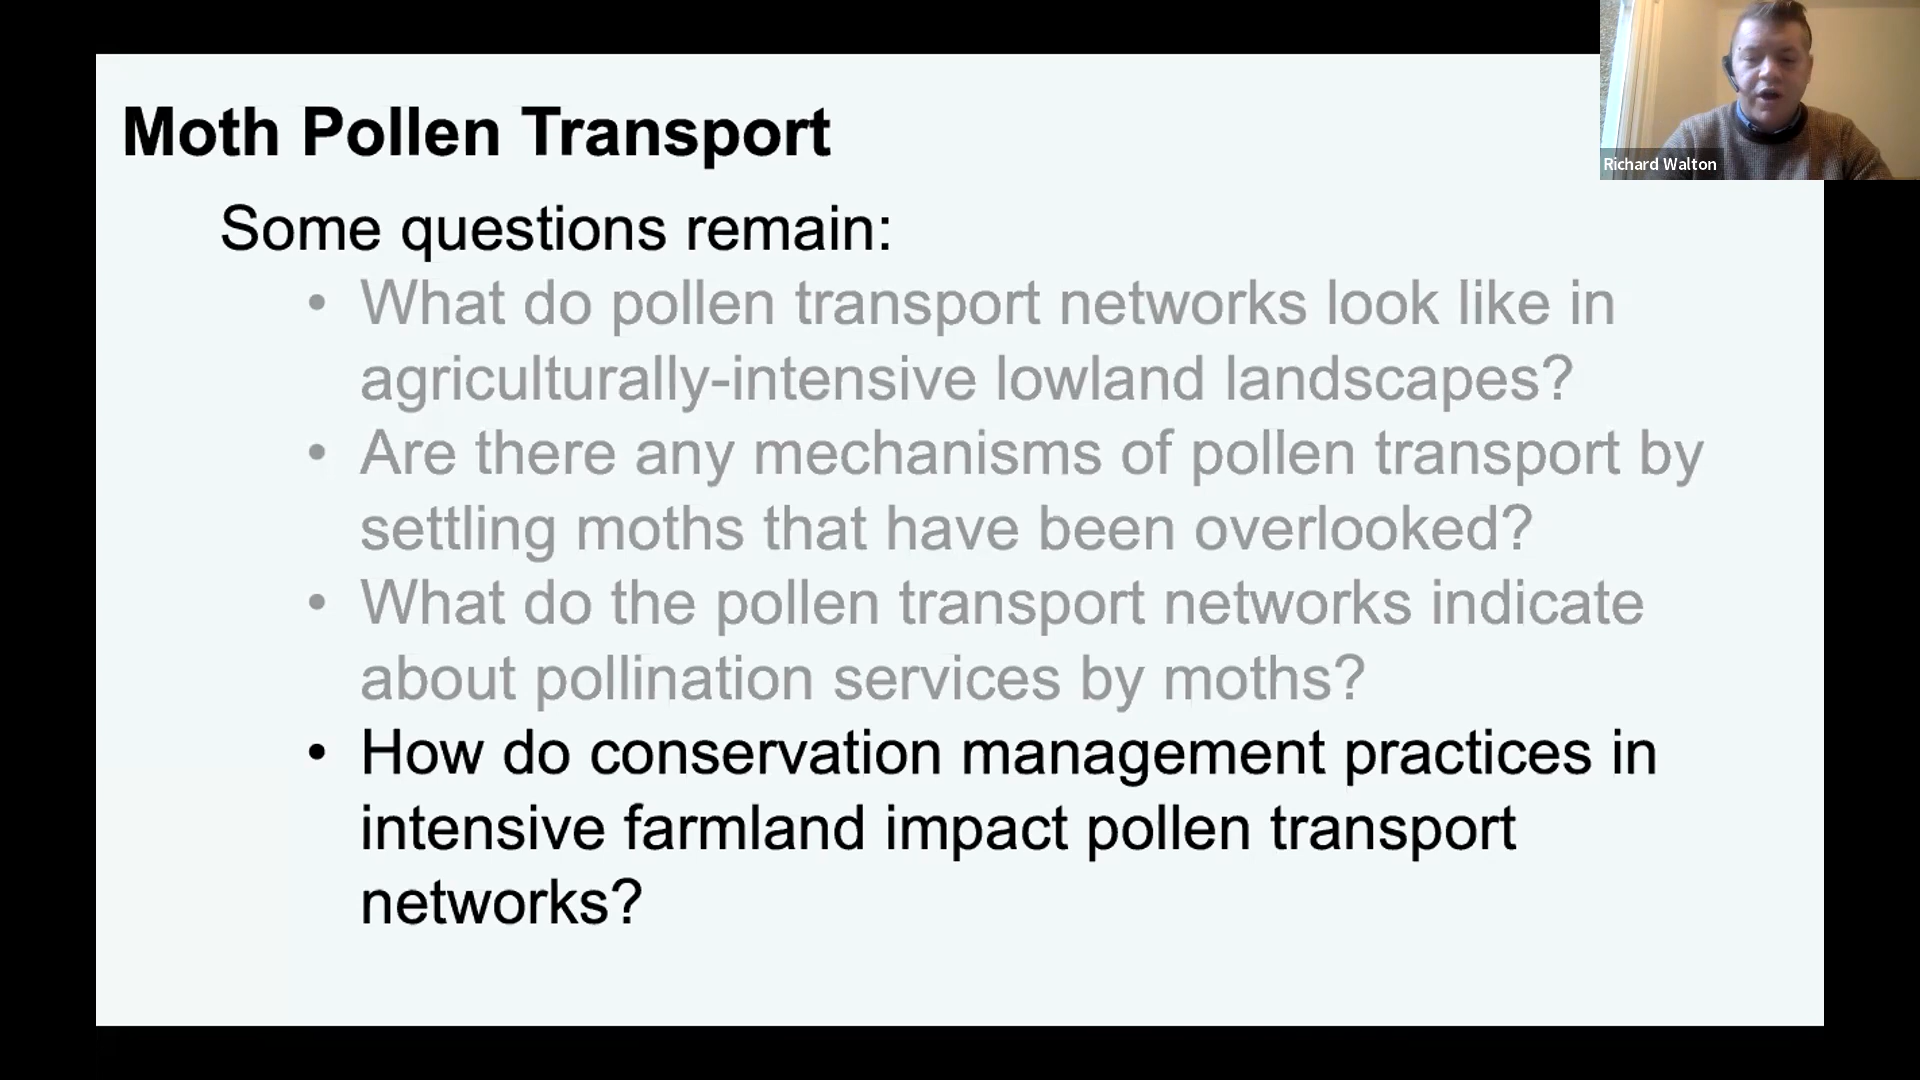 Moth Pollen Transport
Richard Walton
Some questions remain:
• What do pollen transport networks look like in
agriculturally-intensive lowland landscapes?
• Are there any mechanisms of pollen transport by
settling moths that have been overlooked?
• What do the pollen transport networks indicate
about pollination services by moths?
• How do conservation management practices in
intensive farmland impact pollen transport
networks?